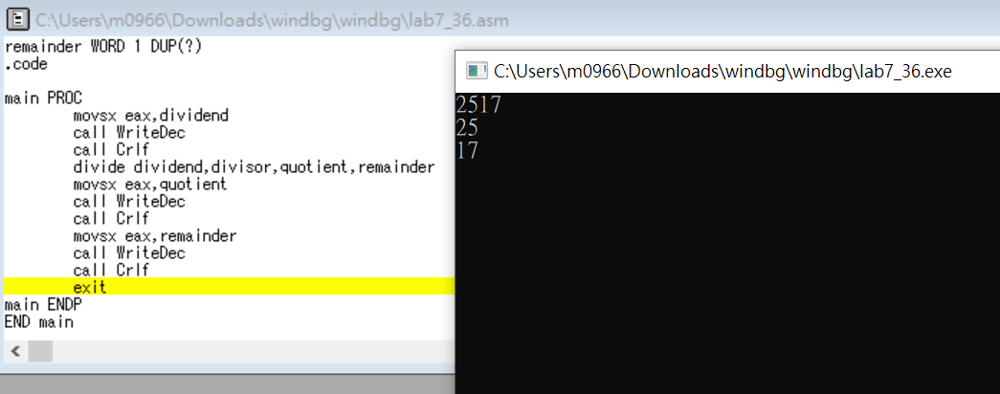 C:\Users\m0966\Downloads\windbg\windbg\lab7_36.asm
remainder WORD 1 DUP(?)
.code
main PROC
movsx eax,dividend
call WriteDec
call Crlf
divide dividend,divisor,quotient,remainder
movsx eax,quotient
call WriteDec
call Crlf
movsx eax,remainder
call WriteDec
call Crlf
exit
main ENDP
END main
C:\Users\m0966\Downloads\windbg\windbg\lab7_36.exe
2517
25
17